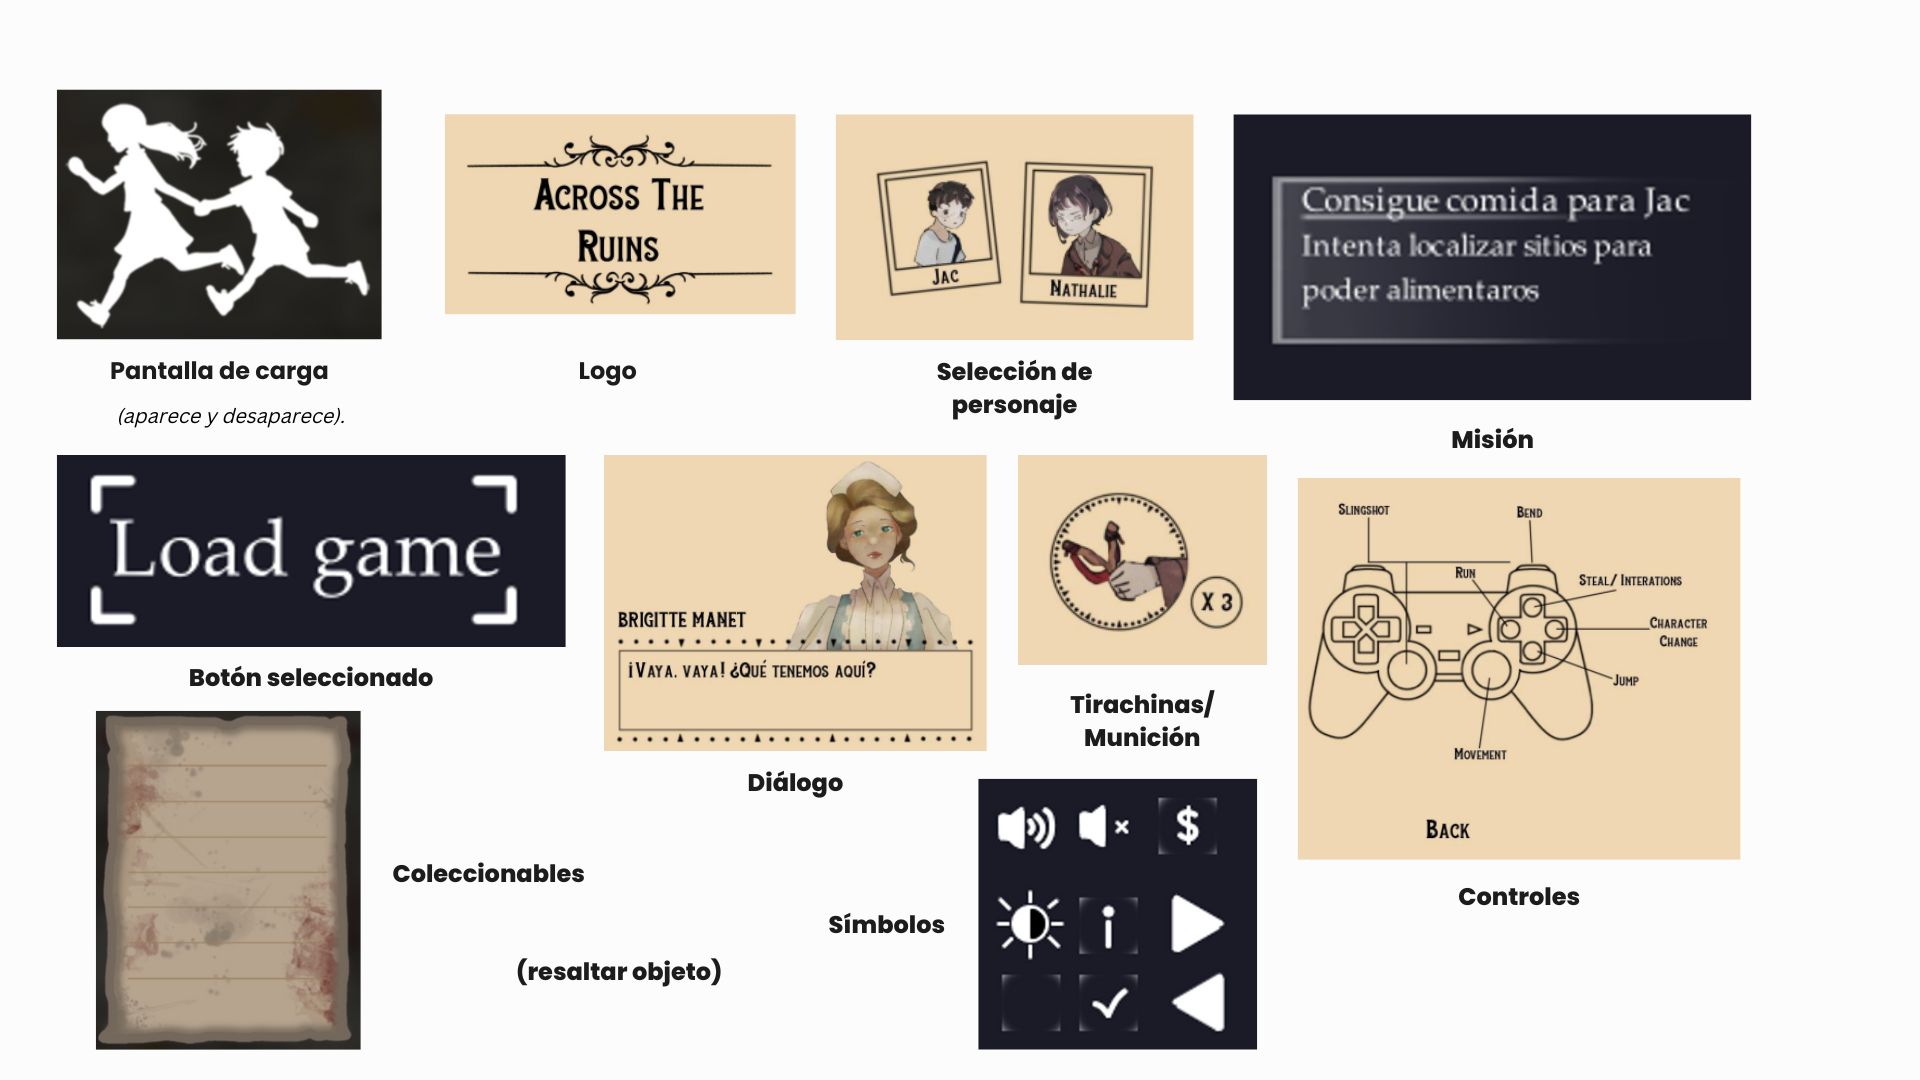 Across The
Ruins
Jac
Nathalie
Consigue comida para Jac
Intenta localizar sitios para
poder alimentaros
Pantalla de carga
(aparece y desaparece).
Logo
Selección de
personaje
Misión
Load game
Botón seleccionado
BRIGITTE MANET
¡Vaya, vaya! ¿Qué tenemos aquí?
Diálogo
X 3
Tirachinas/
Munición
Slingshot
Bend
Run
Steal/ Interations
Character
Change
Jump
Movement
Back
Controles
Coleccionables
(resaltar objeto)
Símbolos
$
i